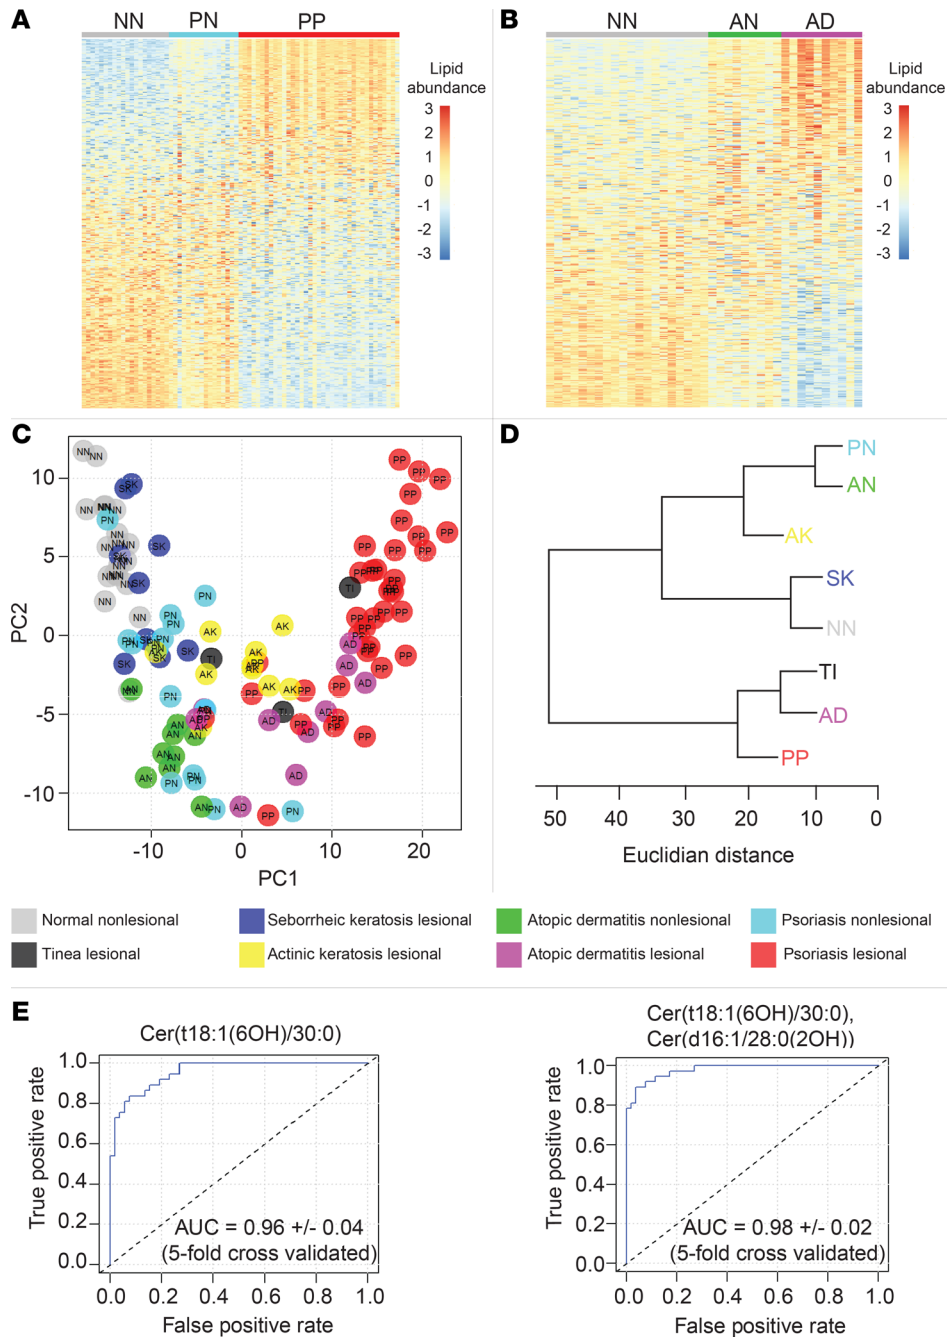 A
NN PN PP
Lipid
abundance
3
2
1
0
-1
-2
-3
B
NN AN AD
Lipid
abundance
3
2
1
0
-1
-2
-3
C
PC2
10
5
0
-5
-10
-10 0 10 20
PC1
NN
SK
PN
AK
TI
PP
AD
AN
D
PN
AN
AK
SK
NN
TI
AD
PP
50 40 30 20 10 0
Euclidian distance
Normal nonlesional Seborrheic keratosis lesional Atopic dermatitis nonlesional Psoriasis nonlesional
Tinea lesional Actinic keratosis lesional Atopic dermatitis lesional Psoriasis lesional
E
Cer(t18:1(6OH)/30:0)
True positive rate
1.0
0.8
0.6
0.4
0.2
0.0
AUC = 0.96 +/- 0.04
(5-fold cross validated)
0.0 0.2 0.4 0.6 0.8 1.0
False positive rate
Cer(t18:1(6OH)/30:0),
Cer(d16:1/28:0(2OH))
True positive rate
1.0
0.8
0.6
0.4
0.2
0.0
AUC = 0.98 +/- 0.02
(5-fold cross validated)
0.0 0.2 0.4 0.6 0.8 1.0
False positive rate